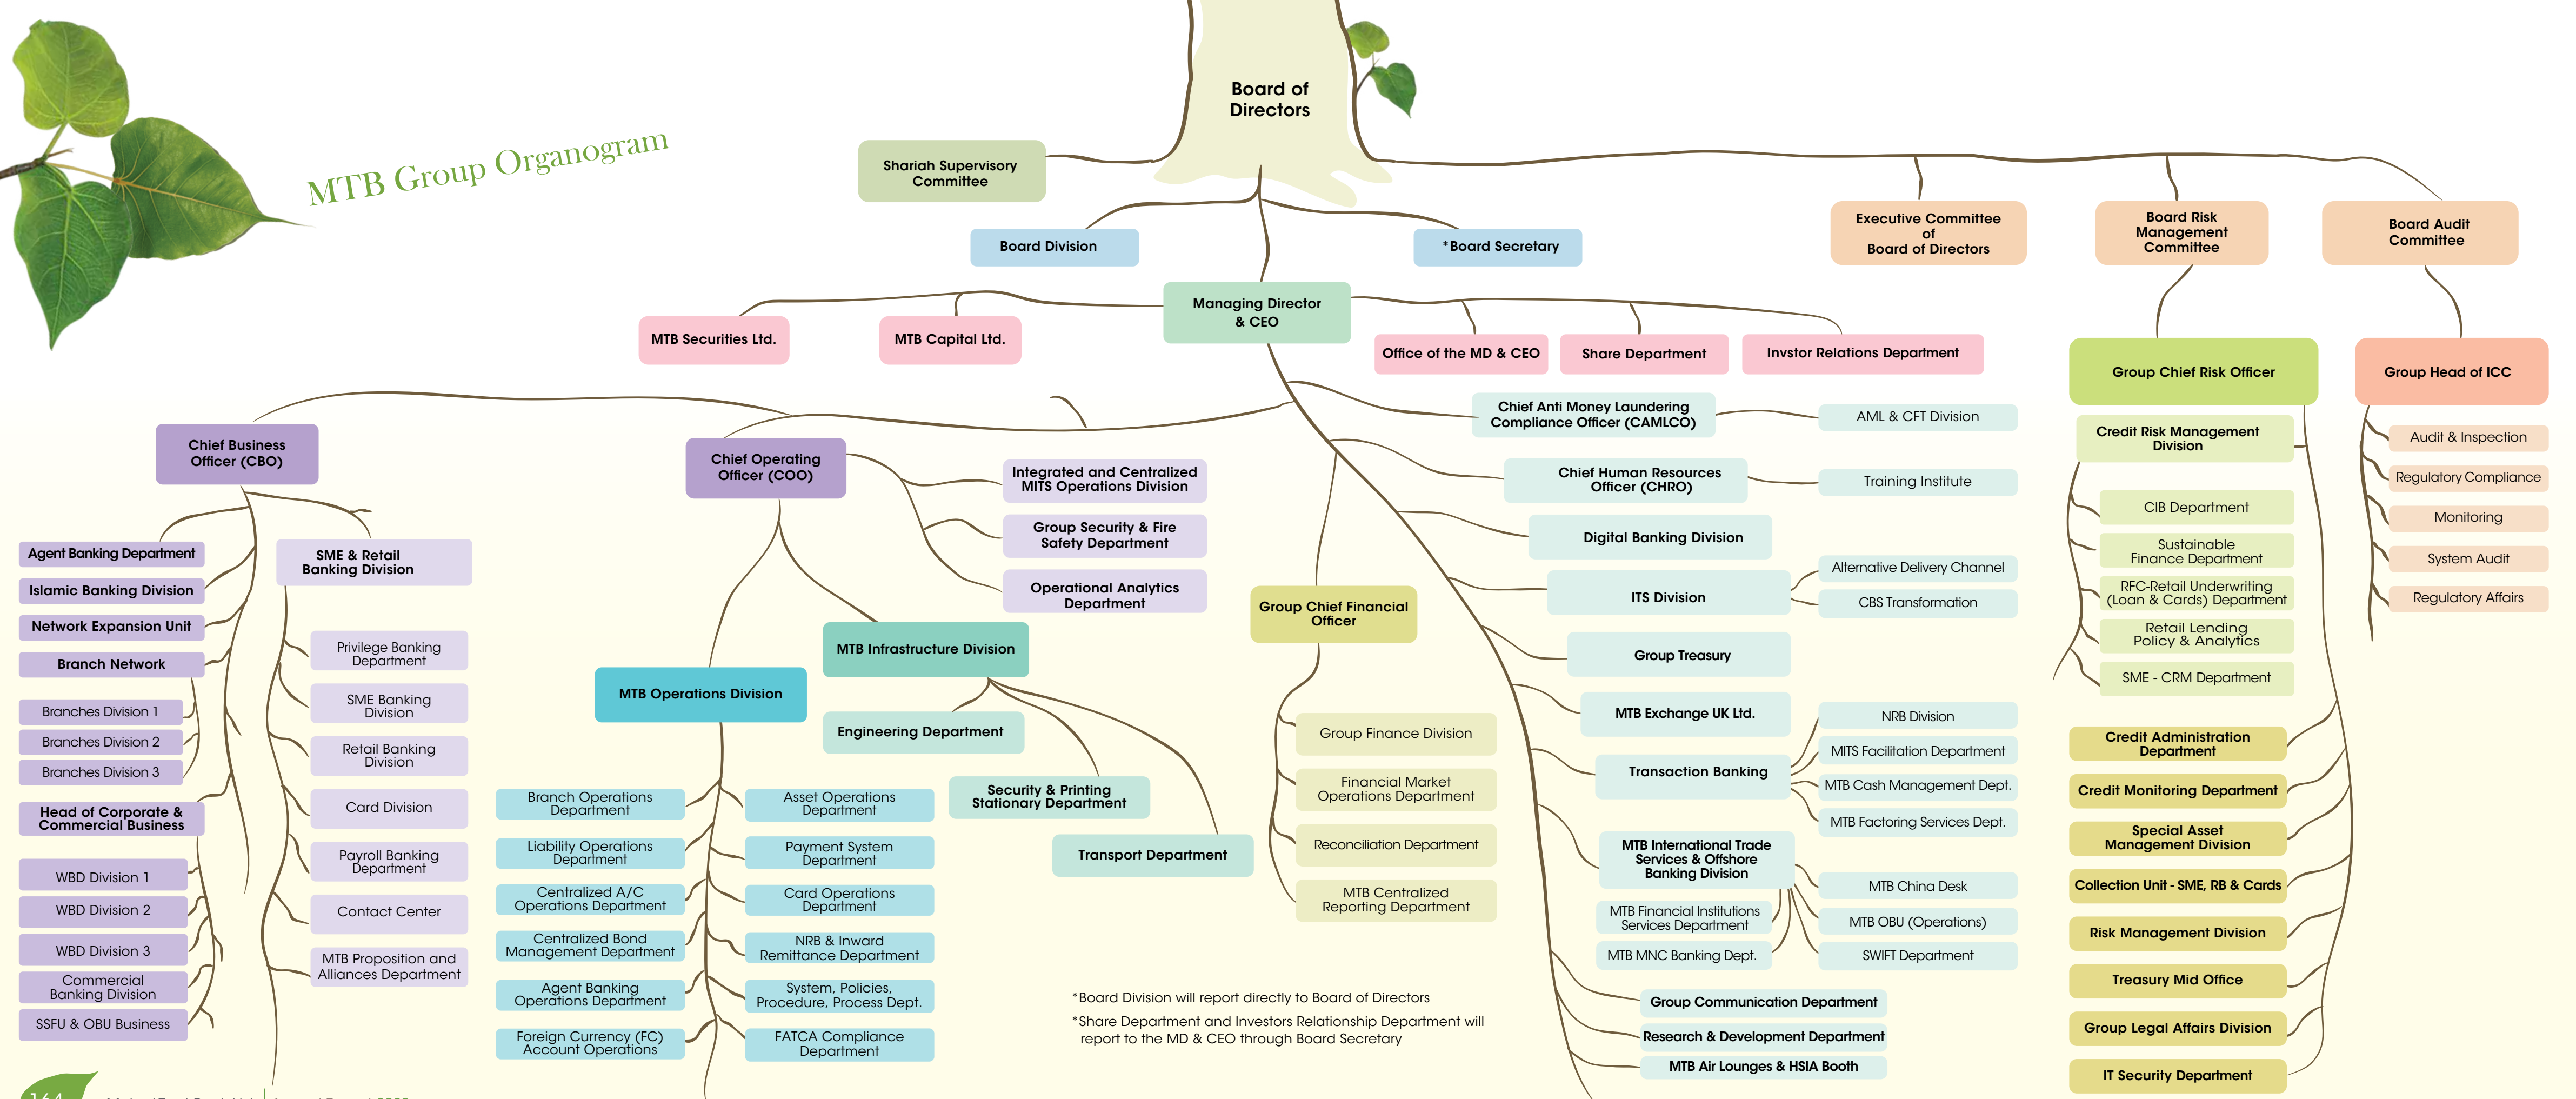 MTB Group Organogram
Board of
Directors
Shariah Supervisory
Committee
Board Division
*Board Secretary
Executive Committee
of
Board of Directors
Board Risk
Management
Committee
Board Audit
Committee
Managing Director
& CEO
MTB Securities Ltd.
MTB Capital Ltd.
Office of the MD & CEO
Share Department
Invstor Relations Department
Group Chief Risk Officer
Group Head of ICC
Chief Business
Officer (CBO)
Agent Banking Department
Islamic Banking Division
Network Expansion Unit
Branch Network
Branches Division 1
Branches Division 2
Branches Division 3
Head of Corporate &
Commercial Business
WBD Division 1
WBD Division 2
WBD Division 3
Commercial
Banking Division
SSFU & OBU Business
SME & Retail
Banking Division
Privilege Banking
Department
SME Banking
Division
Retail Banking
Division
Card Division
Payroll Banking
Department
Contact Center
MTB Proposition and
Alliances Department
Chief Operating
Officer (COO)
Integrated and Centralized
MITS Operations Division
Group Security & Fire
Safety Department
Operational Analytics
Department
MTB Infrastructure Division
Engineering Department
Security & Printing
Stationary Department
Transport Department
MTB Operations Division
Branch Operations
Department
Liability Operations
Department
Centralized A/C
Operations Department
Centralized Bond
Management Department
Agent Banking
Operations Department
Foreign Currency (FC)
Account Operations
Asset Operations
Department
Payment System
Department
Card Operations
Department
NRB & Inward
Remittance Department
System, Policies,
Procedure, Process Dept.
FATCA Compliance
Department
Group Chief Financial
Officer
Group Finance Division
Financial Market
Operations Department
Reconciliation Department
MTB Centralized
Reporting Department
Chief Anti Money Laundering
Compliance Officer (CAMLCO)
AML & CFT Division
Chief Human Resources
Officer (CHRO)
Training Institute
Digital Banking Division
ITS Division
Alternative Delivery Channel
CBS Transformation
Group Treasury
MTB Exchange UK Ltd.
Transaction Banking
NRB Division
MITS Facilitation Department
MTB Cash Management Dept.
MTB Factoring Services Dept.
MTB International Trade
Services & Offshore
Banking Division
MTB Financial Institutions
Services Department
MTB MNC Banking Dept.
MTB China Desk
MTB OBU (Operations)
SWIFT Department
Group Communication Department
Research & Development Department
MTB Air Lounges & HSIA Booth
Credit Risk Management
Division
CIB Department
Sustainable
Finance Department
RFC-Retail Underwriting
(Loan & Cards) Department
Retail Lending
Policy & Analytics
SME - CRM Department
Credit Administration
Department
Credit Monitoring Department
Special Asset
Management Division
Collection Unit - SME, RB & Cards
Risk Management Division
Treasury Mid Office
Group Legal Affairs Division
IT Security Department
Audit & Inspection
Regulatory Compliance
Monitoring
System Audit
Regulatory Affairs
*Board Division will report directly to Board of Directors
*Share Department and Investors Relationship Department will
report to the MD & CEO through Board Secretary
164